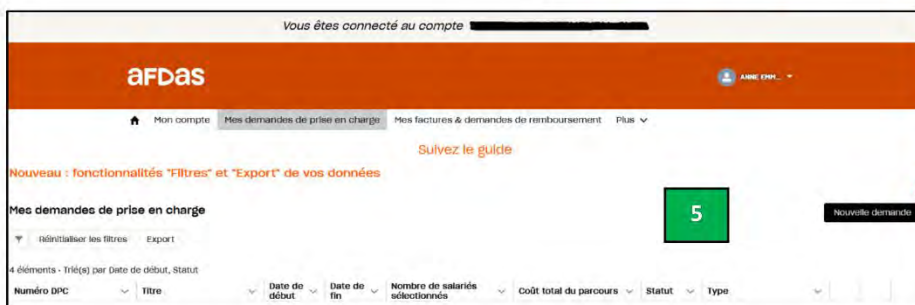 Vous êtes connecté au compte
afdas
ANNE EMM...
Mon compte Mes demandes de prise en charge Mes factures & demandes de remboursement Plus
Suivez le guide
Nouveau : fonctionnalités "Filtres" et "Export" de vos données
Mes demandes de prise en charge
5
Nouvelle demande
Réinitialiser les filtres Export
4 éléments - Trié(s) par Date de début, Statut
Numéro DPC Titre Date de début Date de fin Nombre de salariés sélectionnés Coût total du parcours Statut Type